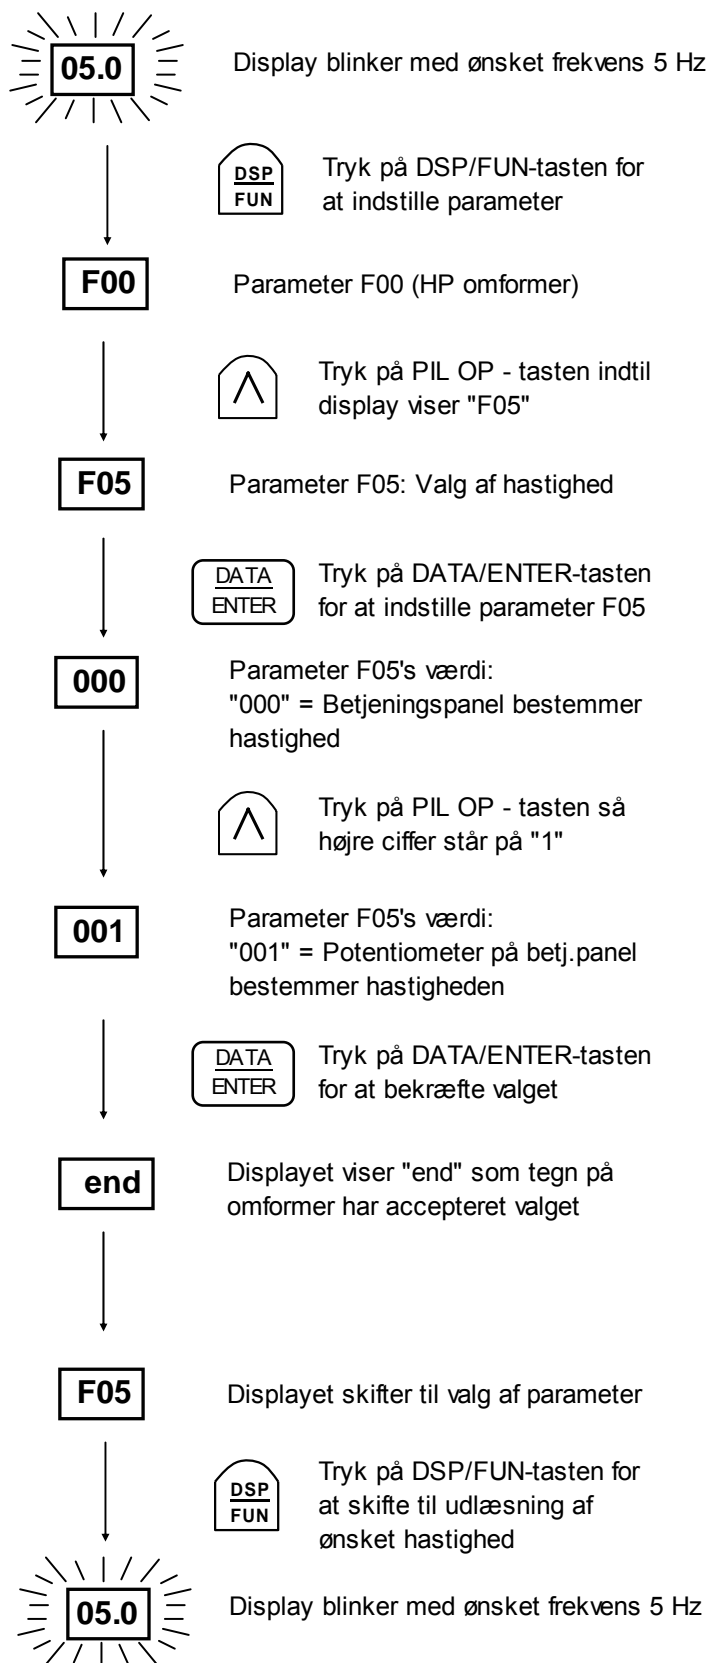 05.0
Display blinker med ønsket frekvens 5 Hz
DSP
FUN
Tryk på DSP/FUN-tasten for
at indstille parameter
F00
Parameter F00 (HP omformer)
Tryk på PIL OP - tasten indtil
display viser "F05"
F05
Parameter F05: Valg af hastighed
DATA
ENTER
Tryk på DATA/ENTER-tasten
for at indstille parameter F05
000
Parameter F05's værdi:
"000" = Betjeningspanel bestemmer
hastighed
Tryk på PIL OP - tasten så
højre ciffer står på "1"
001
Parameter F05's værdi:
"001" = Potentiometer på betj.panel
bestemmer hastigheden
DATA
ENTER
Tryk på DATA/ENTER-tasten
for at bekræfte valget
end
Displayet viser "end" som tegn på
omformer har accepteret valget
F05
Displayet skifter til valg af parameter
DSP
FUN
Tryk på DSP/FUN-tasten for
at skifte til udlæsning af
ønsket hastighed
05.0
Display blinker med ønsket frekvens 5 Hz